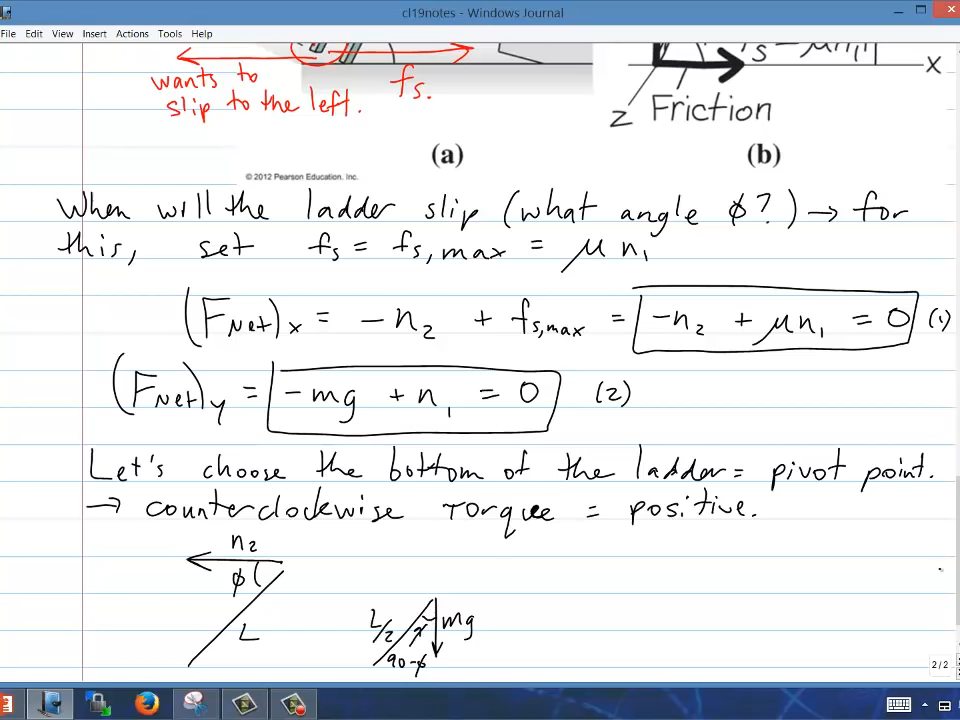 cl19notes - Windows Journal
File Edit View Insert Actions Tools Help
wants to
slip to the left.
fs.
x
z
Friction
(a)
(b)
© 2012 Pearson Education, Inc.
When will the ladder slip (what angle φ?) → for
this, set fs = fs,max = μ n₁
(FNet)x = -n₂ + fs,max = -n₂ + μn₁ = 0 (1)
(FNet)y = -mg + n₁ = 0 (2)
Let's choose the bottom of the ladder = pivot point.
→ counterclockwise Torque = positive.
n₂
φ
L
L/2
mg
90-φ
2/2